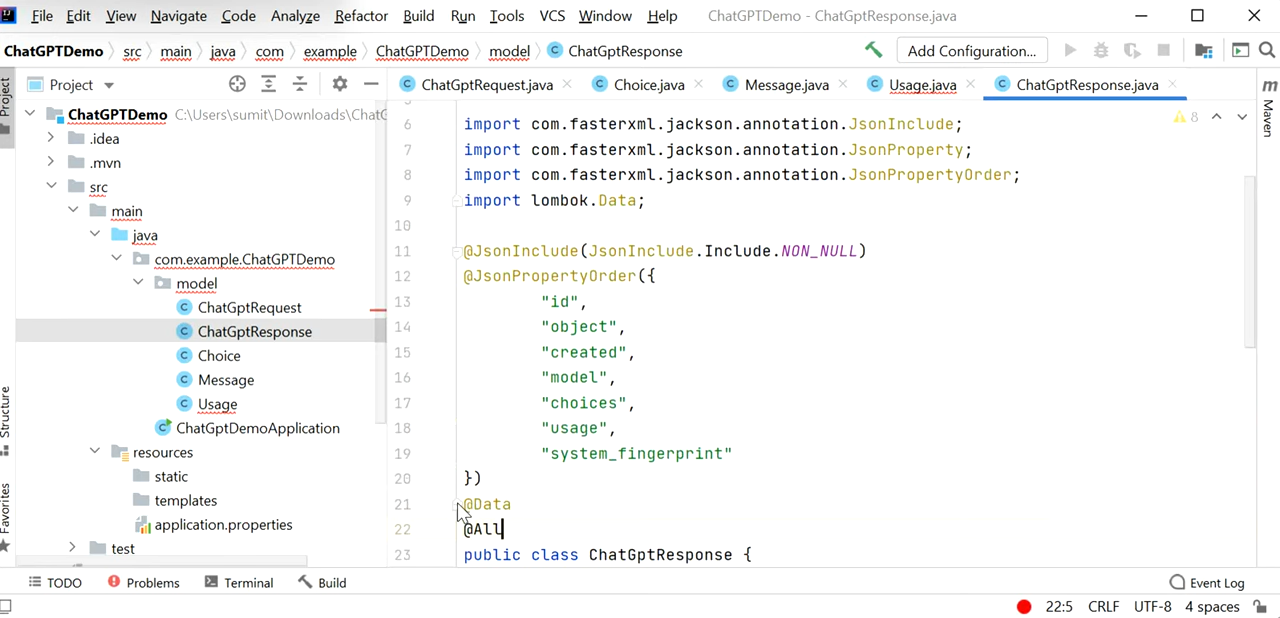 File Edit View Navigate Code Analyze Refactor Build Run Tools VCS Window Help ChatGPTDemo - ChatGptResponse.java
ChatGPTDemo src main java com example ChatGPTDemo model ChatGptResponse Add Configuration...
Project
Project
ChatGptRequest.java Choice.java Message.java Usage.java ChatGptResponse.java
Maven
ChatGPTDemo C:\Users\sumit\Downloads\ChatG
.idea
.mvn
src
main
java
com.example.ChatGPTDemo
model
ChatGptRequest
ChatGptResponse
Choice
Message
Usage
ChatGptDemoApplication
resources
static
templates
application.properties
test
Structure
Favorites
8
6 import com.fasterxml.jackson.annotation.JsonInclude;
7 import com.fasterxml.jackson.annotation.JsonProperty;
8 import com.fasterxml.jackson.annotation.JsonPropertyOrder;
9 import lombok.Data;
10
11 @JsonInclude(JsonInclude.Include.NON_NULL)
12 @JsonPropertyOrder({
13 "id",
14 "object",
15 "created",
16 "model",
17 "choices",
18 "usage",
19 "system_fingerprint"
20 })
21 @Data
22 @All
23 public class ChatGptResponse {
TODO Problems Terminal Build Event Log
22:5 CRLF UTF-8 4 spaces